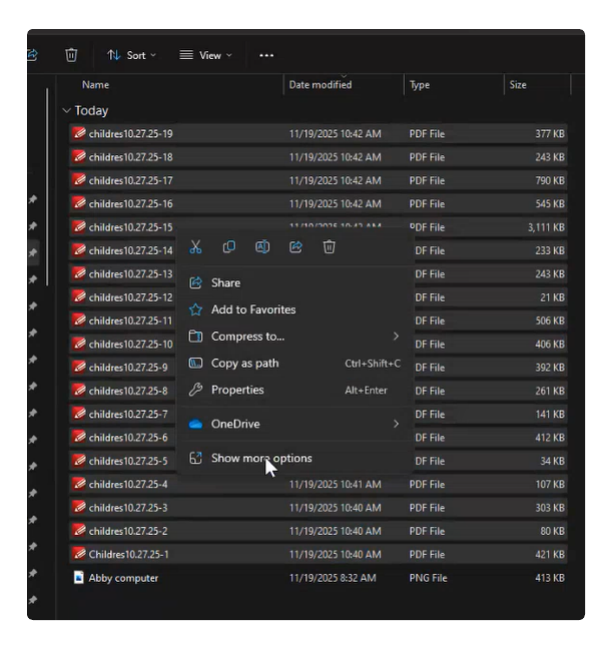 Sort
View
Name Date modified Type Size
Today
childres10.27.25-19 11/19/2025 10:42 AM PDF File 377 KB
childres10.27.25-18 11/19/2025 10:42 AM PDF File 243 KB
childres10.27.25-17 11/19/2025 10:42 AM PDF File 790 KB
childres10.27.25-16 11/19/2025 10:42 AM PDF File 545 KB
childres10.27.25-15 11/19/2025 10:42 AM PDF File 3,111 KB
childres10.27.25-14 DF File 233 KB
childres10.27.25-13 DF File 243 KB
childres10.27.25-12 DF File 21 KB
childres10.27.25-11 DF File 506 KB
childres10.27.25-10 DF File 406 KB
childres10.27.25-9 DF File 392 KB
childres10.27.25-8 DF File 261 KB
childres10.27.25-7 DF File 141 KB
childres10.27.25-6 DF File 412 KB
childres10.27.25-5 DF File 34 KB
childres10.27.25-4 11/19/2025 10:41 AM PDF File 107 KB
childres10.27.25-3 11/19/2025 10:40 AM PDF File 303 KB
childres10.27.25-2 11/19/2025 10:40 AM PDF File 80 KB
Childres10.27.25-1 11/19/2025 10:40 AM PDF File 421 KB
Abby computer 11/19/2025 8:32 AM PNG File 413 KB
Share
Add to Favorites
Compress to...
Copy as path Ctrl+Shift+C
Properties Alt+Enter
OneDrive
Show more options